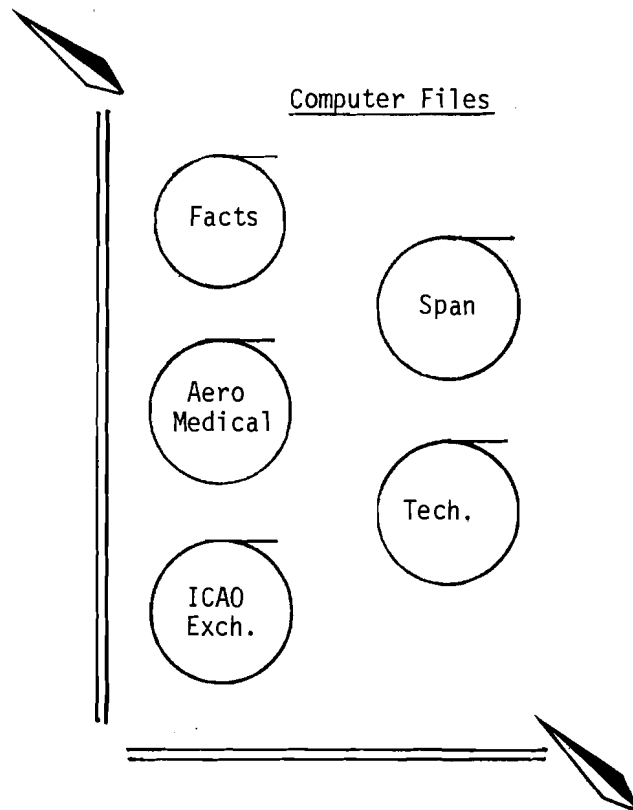 Computer Files
Facts
Span
Aero
Medical
Tech.
ICAO
Exch.